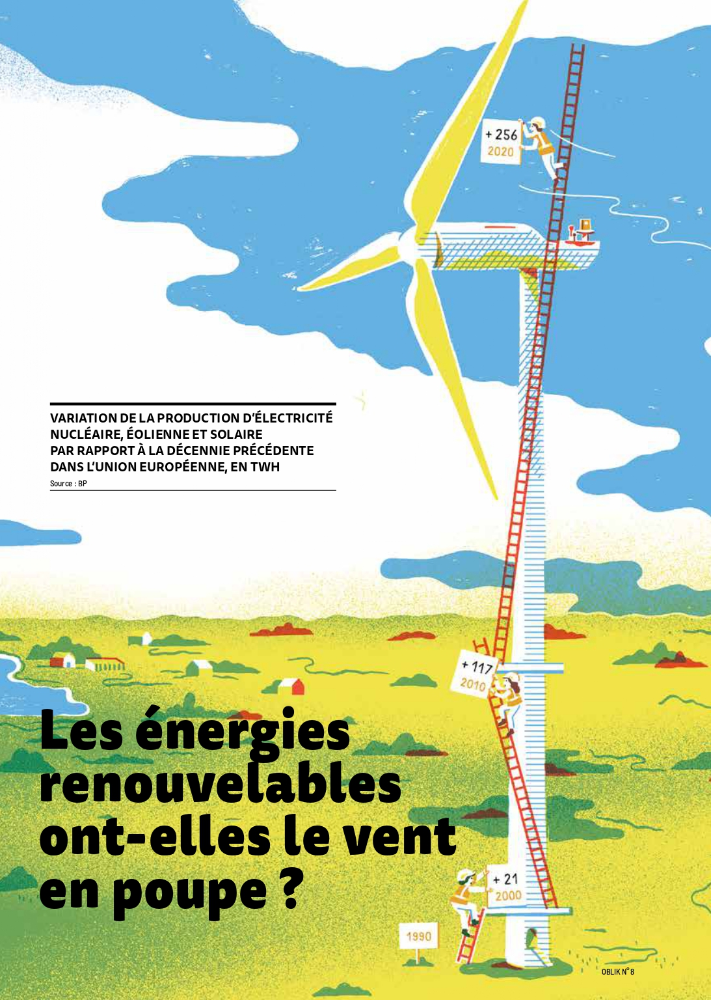 + 256
2020
VARIATION DE LA PRODUCTION D’ÉLECTRICITÉ
NUCLÉAIRE, ÉOLIENNE ET SOLAIRE
PAR RAPPORT À LA DÉCENNIE PRÉCÉDENTE
DANS L’UNION EUROPÉENNE, EN TWH
Source : BP
+ 117
2010
Les énergies
renouvelables
ont-elles le vent
en poupe ?
+ 21
2000
1990
OBLIK N° 8